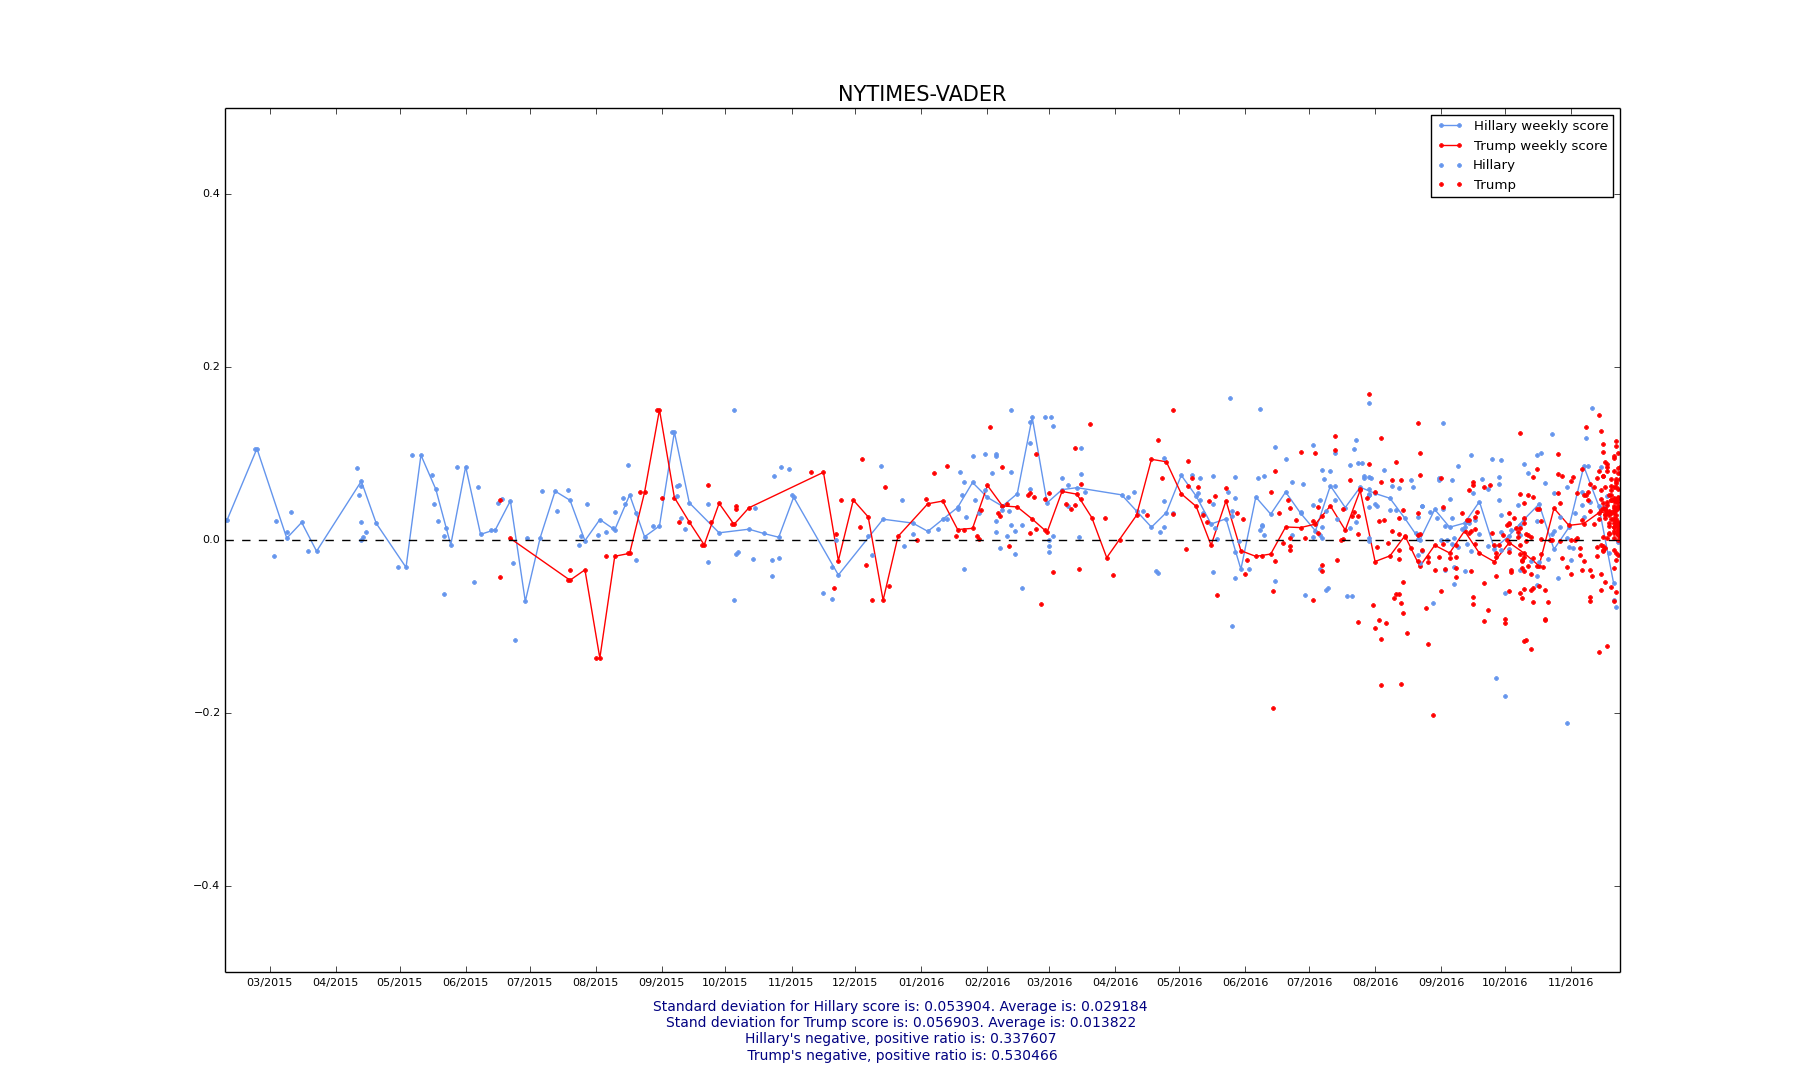 NYTIMES-VADER
Hillary weekly score
Trump weekly score
Hillary
Trump
0.4
0.2
0.0
−0.2
−0.4
03/2015 04/2015 05/2015 06/2015 07/2015 08/2015 09/2015 10/2015 11/2015 12/2015 01/2016 02/2016 03/2016 04/2016 05/2016 06/2016 07/2016 08/2016 09/2016 10/2016 11/2016
Standard deviation for Hillary score is: 0.053904. Average is: 0.029184
Stand deviation for Trump score is: 0.056903. Average is: 0.013822
Hillary's negative, positive ratio is: 0.337607
Trump's negative, positive ratio is: 0.530466